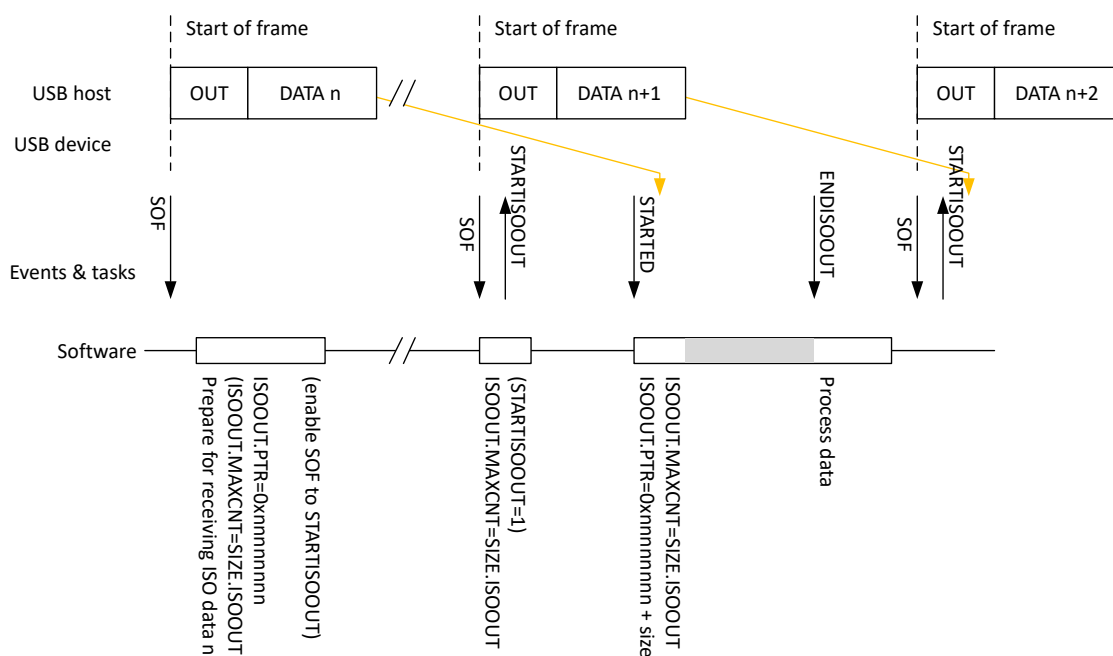 Start of frame
Start of frame
Start of frame
USB host
OUT
DATA n
OUT
DATA n+1
OUT
DATA n+2
USB device
SOF
SOF
STARTISOOUT
STARTED
ENDISOOUT
SOF
STARTISOOUT
Events & tasks
Software
(enable SOF to STARTISOOUT)
ISOOUT.PTR=0xnnnnnnnn
(ISOOUT.MAXCNT=SIZE.ISOOUT
Prepare for receiving ISO data n
(STARTISOOUT=1)
ISOOUT.MAXCNT=SIZE.ISOOUT
ISOOUT.MAXCNT=SIZE.ISOOUT
ISOOUT.PTR=0xnnnnnnnn + size
Process data